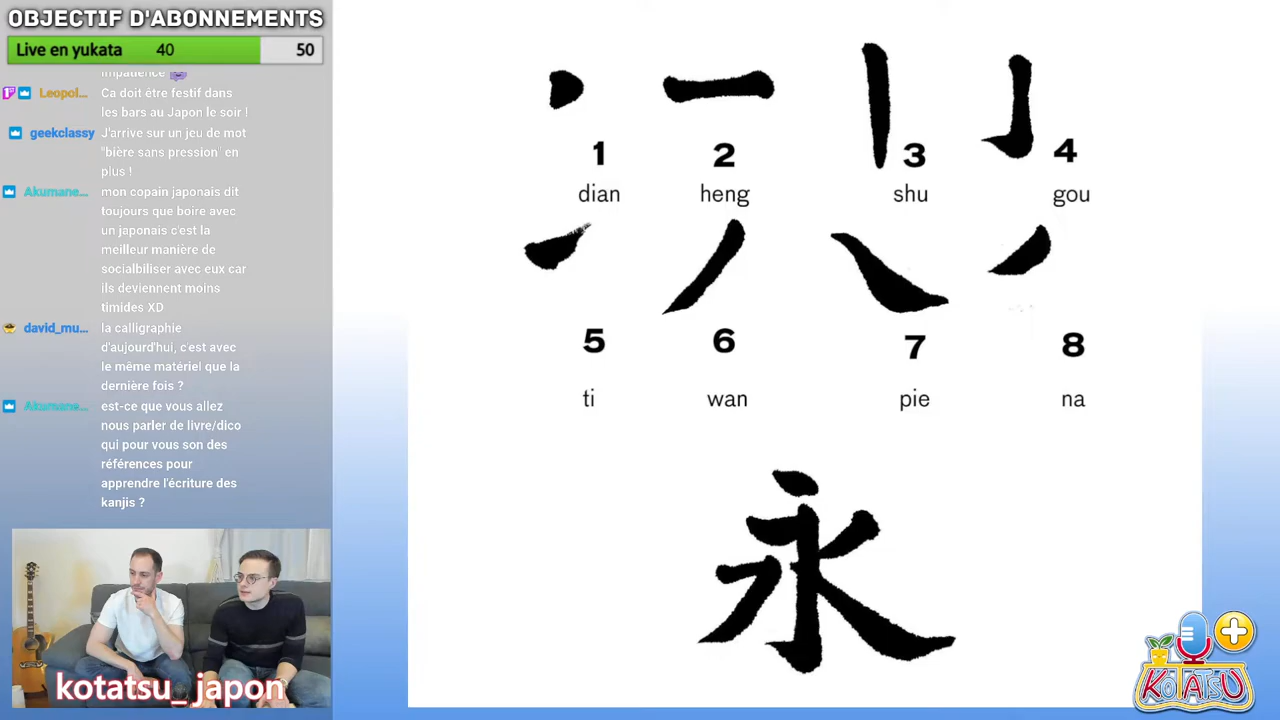 OBJECTIF D'ABONNEMENTS
Live en yukata 40 50
impatience
Leopol... Ca doit être festif dans
les bars au Japon le soir !
geekclassy J'arrive sur un jeu de mot
"bière sans pression" en
plus !
Akumane... mon copain japonais dit
toujours que boire avec
un japonais c'est la
meilleur manière de
socialbiliser avec eux car
ils deviennent moins
timides XD
david_mu... la calligraphie
d'aujourd'hui, c'est avec
le même matériel que la
dernière fois ?
Akumane... est-ce que vous allez
nous parler de livre/dico
qui pour vous son des
références pour
apprendre l'écriture des
kanjis ?
kotatsu_japon
1 2 3 4
dian heng shu gou
5 6 7 8
ti wan pie na
永
KOTATSU